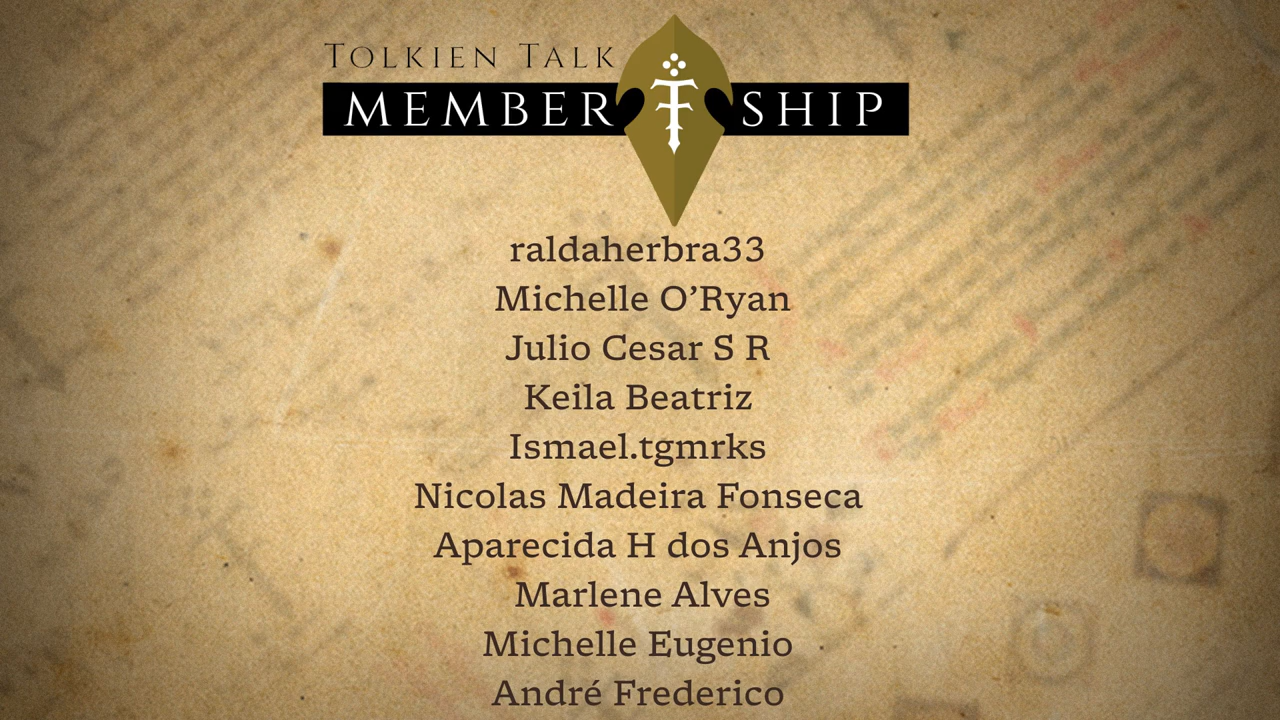 TOLKIEN TALK
MEMBERSHIP
raldaherbra33
Michelle O’Ryan
Julio Cesar S R
Keila Beatriz
Ismael.tgmrks
Nicolas Madeira Fonseca
Aparecida H dos Anjos
Marlene Alves
Michelle Eugenio
André Frederico